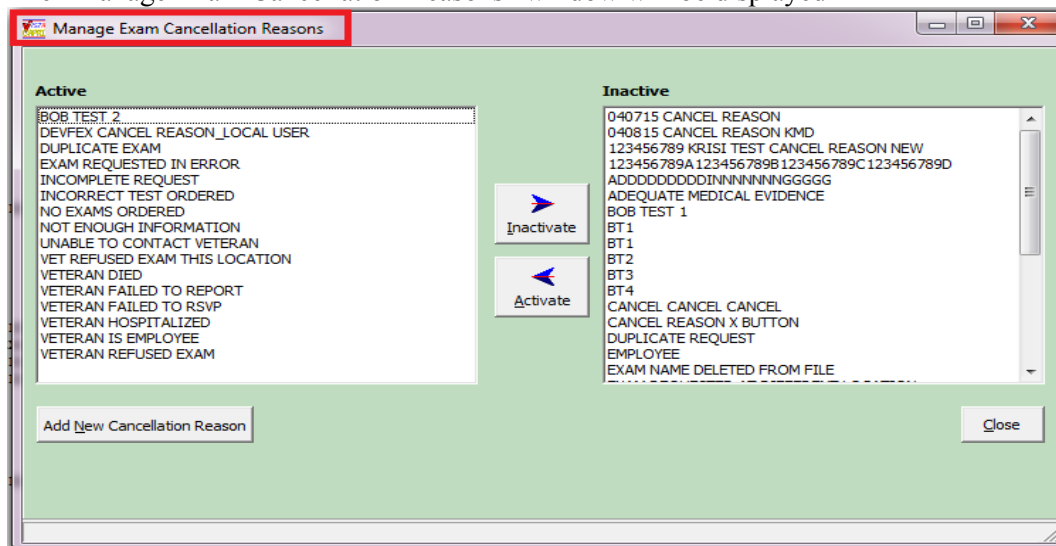 Manage Exam Cancellation Reasons
Active
BOB TEST 2
DEVFEX CANCEL REASON_LOCAL USER
DUPLICATE EXAM
EXAM REQUESTED IN ERROR
INCOMPLETE REQUEST
INCORRECT TEST ORDERED
NO EXAMS ORDERED
NOT ENOUGH INFORMATION
UNABLE TO CONTACT VETERAN
VET REFUSED EXAM THIS LOCATION
VETERAN DIED
VETERAN FAILED TO REPORT
VETERAN FAILED TO RSVP
VETERAN HOSPITALIZED
VETERAN IS EMPLOYEE
VETERAN REFUSED EXAM
Inactivate
Activate
Inactive
040715 CANCEL REASON
040815 CANCEL REASON KMD
123456789 KRISI TEST CANCEL REASON NEW
123456789A123456789B123456789C123456789D
ADDDDDDDDDINNNNNNGGGGG
ADEQUATE MEDICAL EVIDENCE
BOB TEST 1
BT1
BT1
BT2
BT3
BT4
CANCEL CANCEL CANCEL
CANCEL REASON X BUTTON
DUPLICATE REQUEST
EMPLOYEE
EXAM NAME DELETED FROM FILE
Add New Cancellation Reason
Close